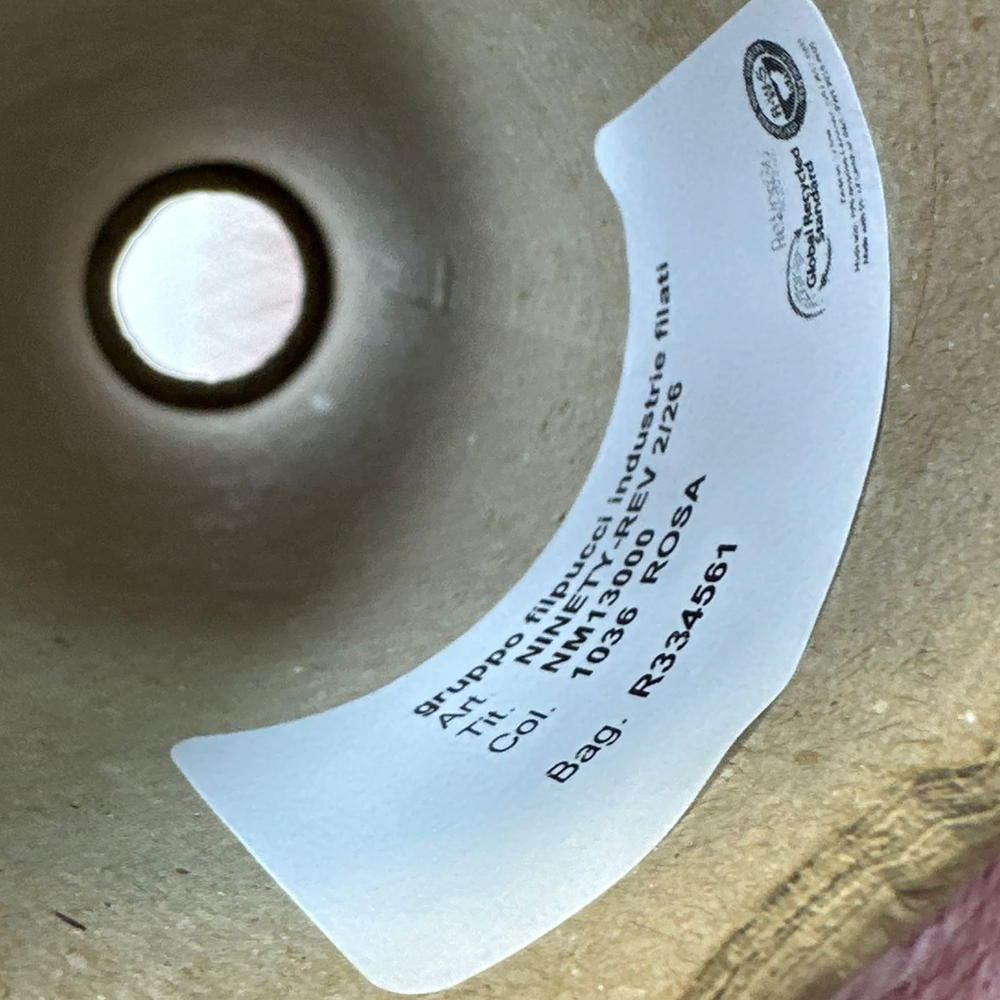 gruppo filpucci industrie filati
Art. NINETY-REV 2/26
Tit. NM13000
Col. 1036 ROSA
Bag. R334561
Global Recycled
Standard